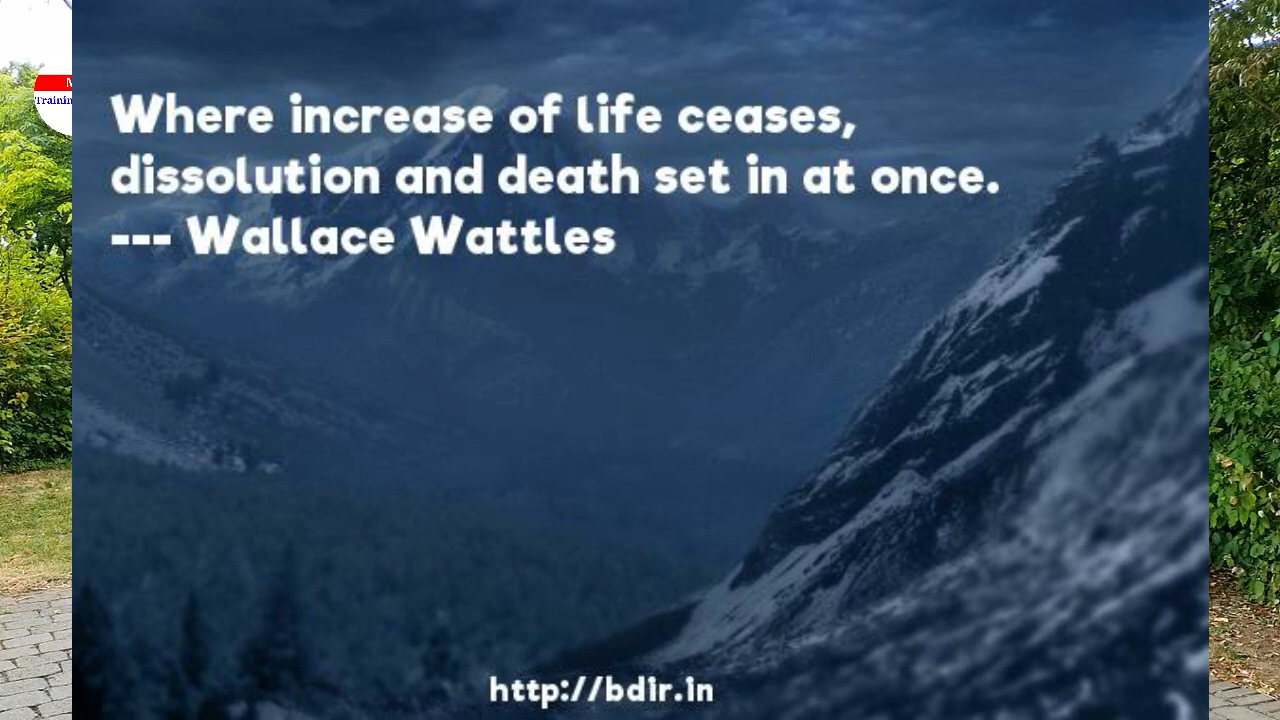 Where increase of life ceases,
dissolution and death set in at once.
--- Wallace Wattles
http://bdir.in